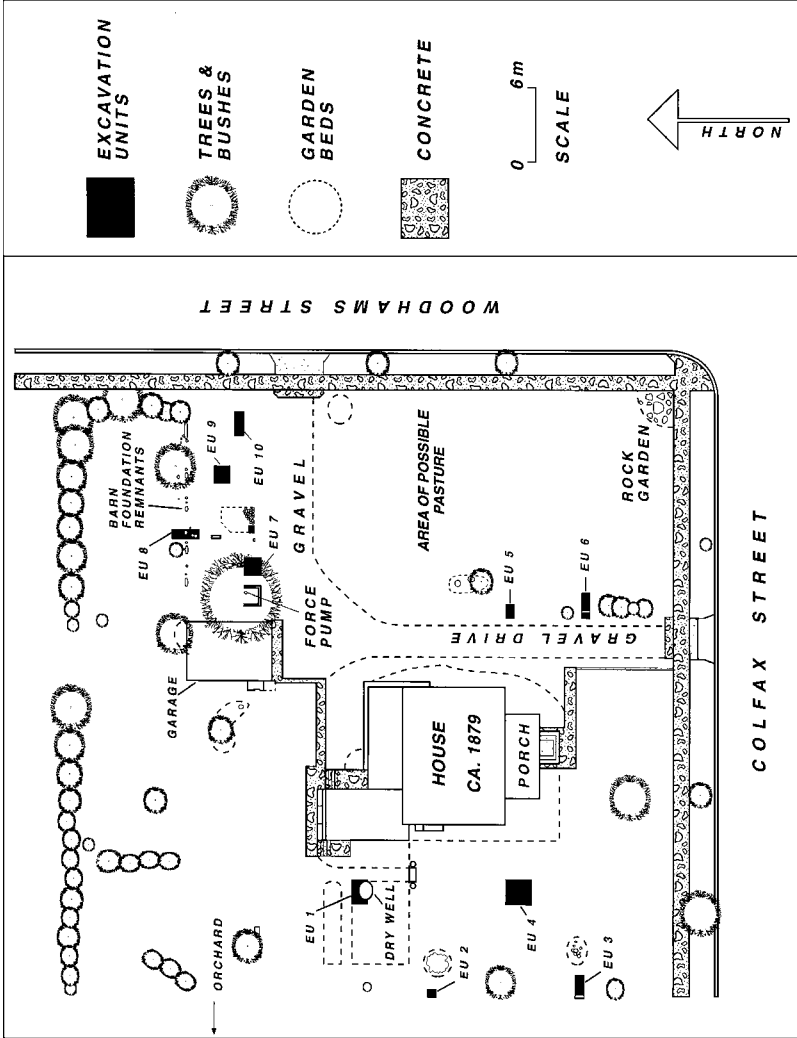 EXCAVATION
UNITS
TREES &
BUSHES
GARDEN
BEDS
CONCRETE
0 6m
SCALE
NORTH
WOODHAMS STREET
BARN
FOUNDATION
REMNANTS
EU 9
EU 10
EU 8
EU 7
GRAVEL
FORCE
PUMP
GARAGE
AREA OF POSSIBLE
PASTURE
ROCK
GARDEN
EU 5
EU 6
GRAVEL DRIVE
HOUSE
CA. 1879
PORCH
EU 1
DRY WELL
EU 2
EU 4
EU 3
ORCHARD
COLFAX STREET